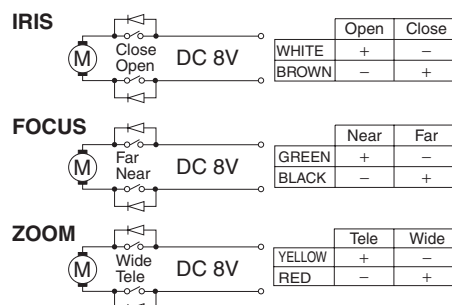 IRIS
M
Close
Open
DC 8V
Open Close
WHITE + −
BROWN − +
FOCUS
M
Far
Near
DC 8V
Near Far
GREEN + −
BLACK − +
ZOOM
M
Wide
Tele
DC 8V
Tele Wide
YELLOW + −
RED − +